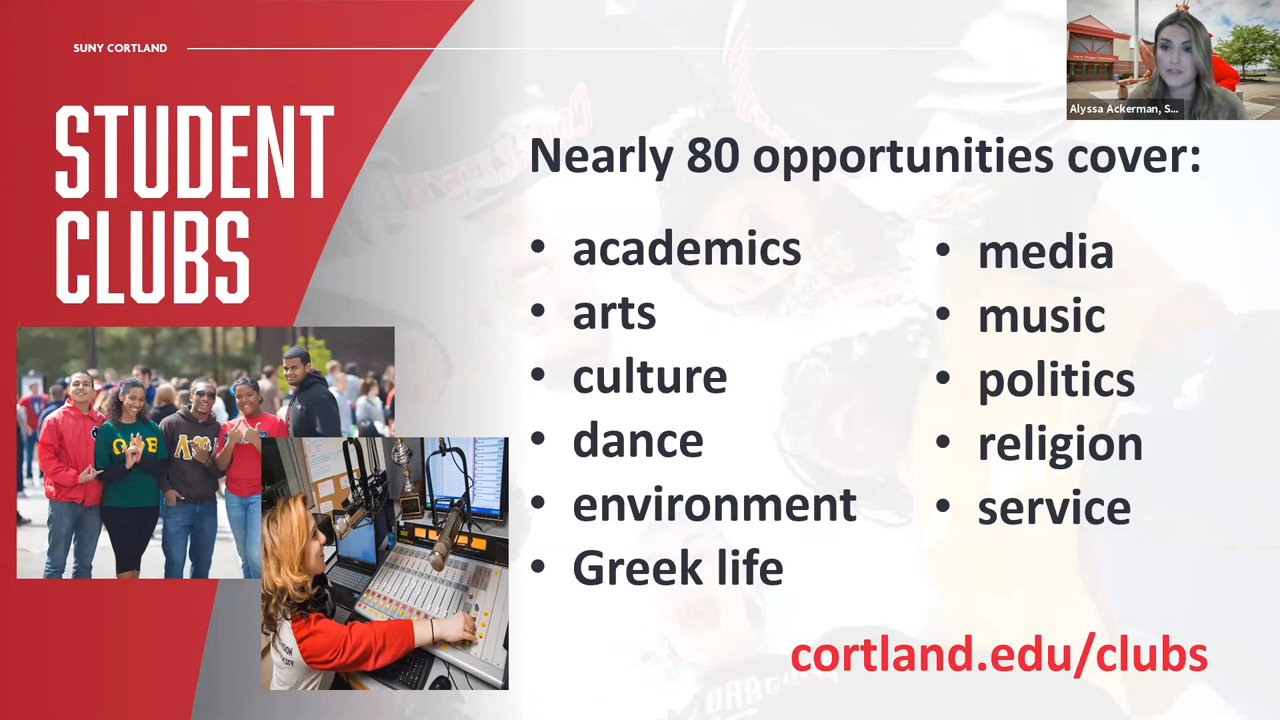 SUNY CORTLAND
STUDENT
CLUBS
Alyssa Ackerman, S...
Nearly 80 opportunities cover:
• academics
• arts
• culture
• dance
• environment
• Greek life
• media
• music
• politics
• religion
• service
cortland.edu/clubs